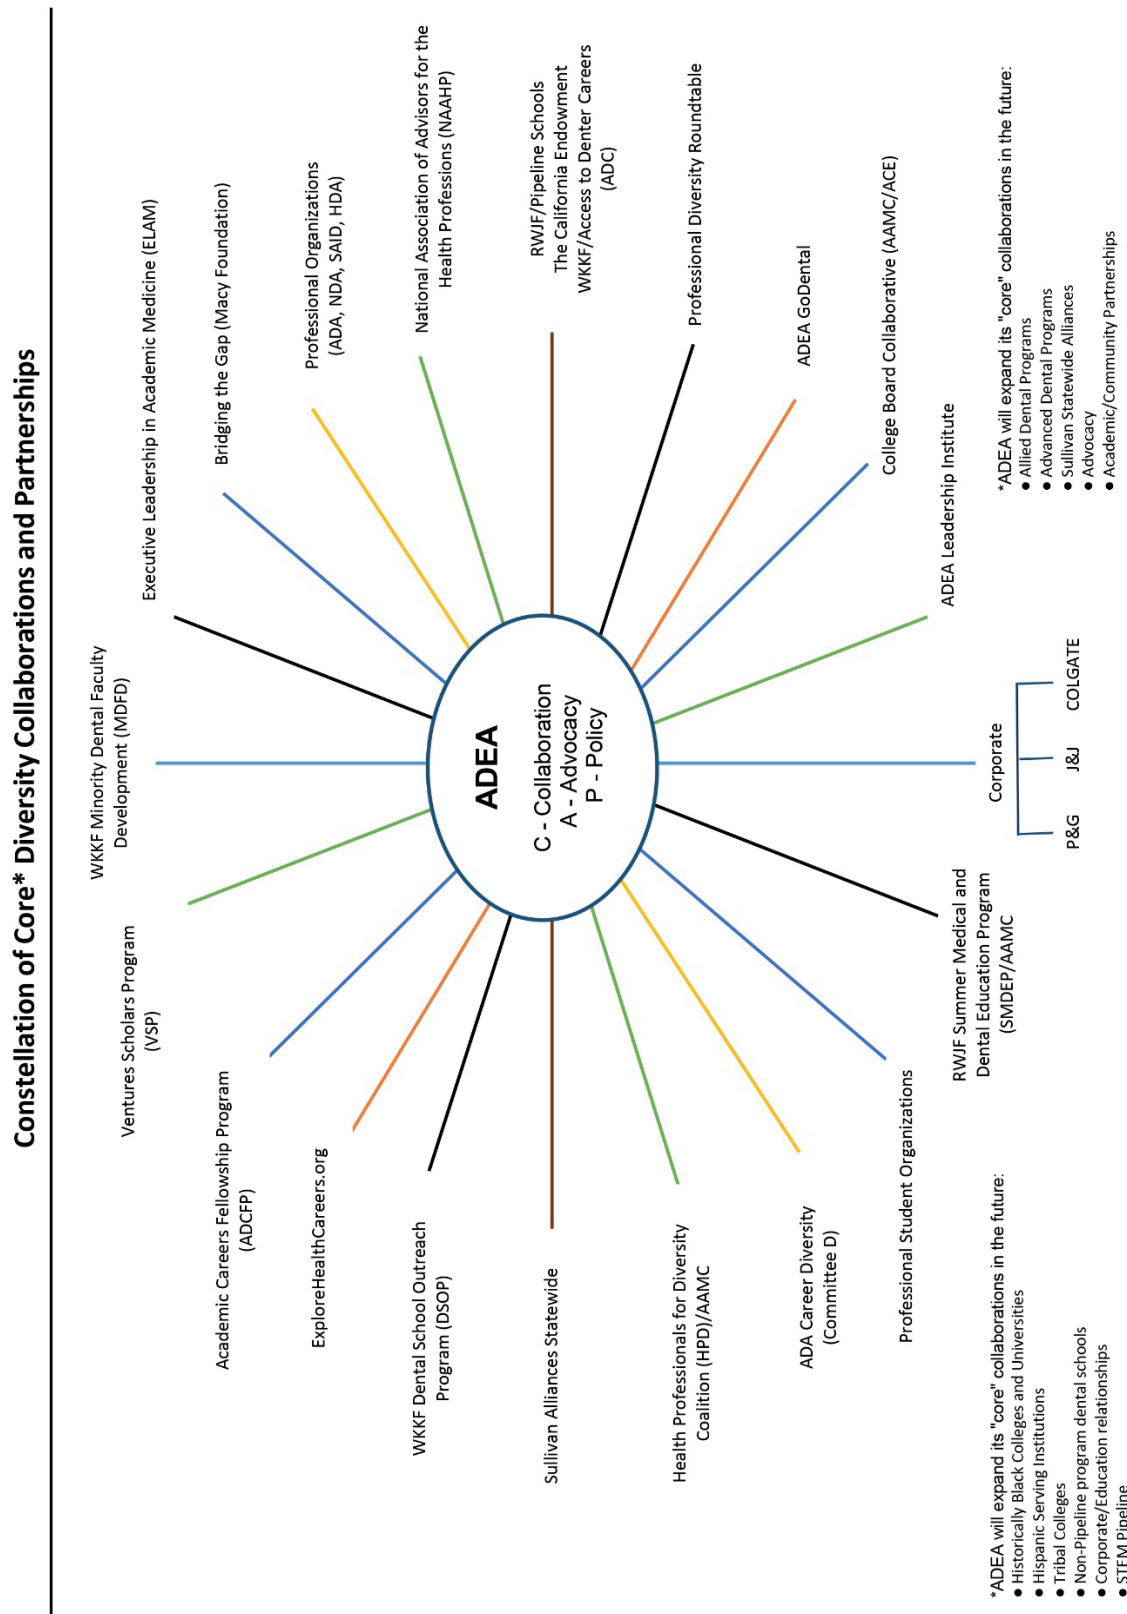 Constellation of Core* Diversity Collaborations and Partnerships
WKKF Minority Dental Faculty
Development (MDFD)
Executive Leadership in Academic Medicine (ELAM)
Bridging the Gap (Macy Foundation)
Professional Organizations
(ADA, NDA, SAID, HDA)
National Association of Advisors for the
Health Professions (NAAHP)
RWJF/Pipeline Schools
The California Endowment
WKKF/Access to Denter Careers
(ADC)
Professional Diversity Roundtable
ADEA GoDental
College Board Collaborative (AAMC/ACE)
ADEA Leadership Institute
Corporate
P&G
J&J
COLGATE
RWJF Summer Medical and
Dental Education Program
(SMDEP/AAMC
Professional Student Organizations
ADA Career Diversity
(Committee D)
Health Professionals for Diversity
Coalition (HPD)/AAMC
Sullivan Alliances Statewide
WKKF Dental School Outreach
Program (DSOP)
ExploreHealthCareers.org
Academic Careers Fellowship Program
(ADCFP)
Ventures Scholars Program
(VSP)
ADEA
C - Collaboration
A - Advocacy
P - Policy
*ADEA will expand its "core" collaborations in the future:
● Historically Black Colleges and Universities
● Hispanic Serving Institutions
● Tribal Colleges
● Non-Pipeline program dental schools
● Corporate/Education relationships
● STEM Pipeline
*ADEA will expand its "core" collaborations in the future:
● Allied Dental Programs
● Advanced Dental Programs
● Sullivan Statewide Alliances
● Advocacy
● Academic/Community Partnerships